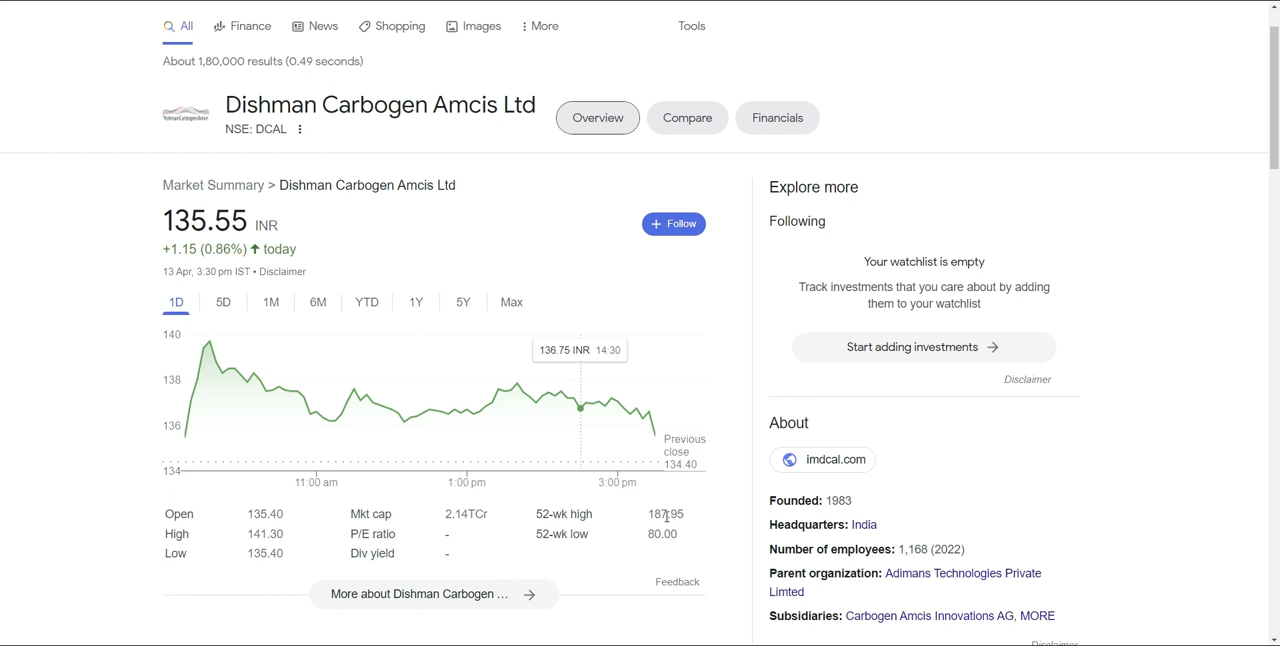 All
Finance
News
Shopping
Images
More
Tools
About 1,80,000 results (0.49 seconds)
Dishman Carbogen Amcis Ltd
NSE: DCAL
Overview
Compare
Financials
Market Summary > Dishman Carbogen Amcis Ltd
135.55 INR
+ Follow
+1.15 (0.86%) ↑ today
13 Apr, 3:30 pm IST • Disclaimer
1D 5D 1M 6M YTD 1Y 5Y Max
140
138
136
134
136.75 INR 14:30
Previous
close
134.40
11:00 am 1:00 pm 3:00 pm
Open 135.40 Mkt cap 2.14TCr 52-wk high 187.95
High 141.30 P/E ratio - 52-wk low 80.00
Low 135.40 Div yield -
Feedback
More about Dishman Carbogen ... →
Explore more
Following
Your watchlist is empty
Track investments that you care about by adding
them to your watchlist
Start adding investments →
Disclaimer
About
imdcal.com
Founded: 1983
Headquarters: India
Number of employees: 1,168 (2022)
Parent organization: Adimans Technologies Private
Limted
Subsidiaries: Carbogen Amcis Innovations AG, MORE
Disclaimer